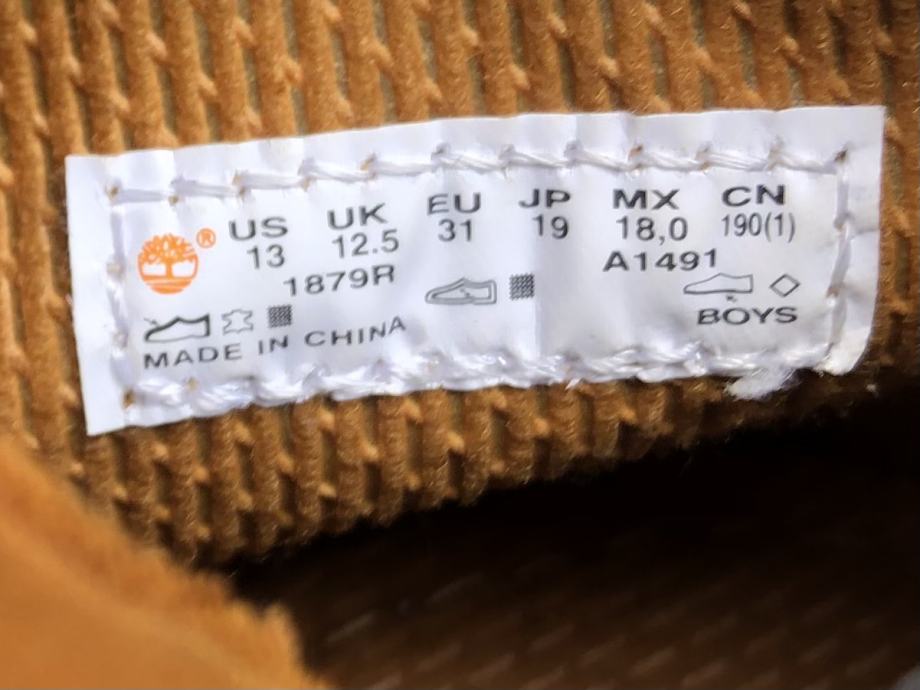 US UK EU JP MX CN
13 12.5 31 19 18,0 190(1)
1879R A1491
BOYS
MADE IN CHINA
®